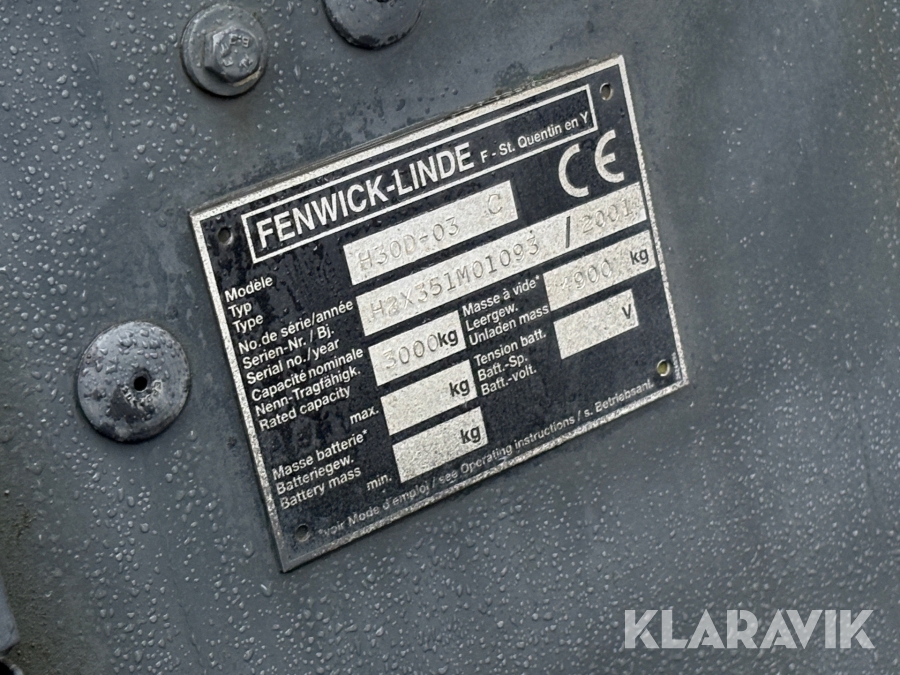 FENWICK-LINDE F - St. Quentin en Y
CE
Modèle
Typ
Type
H30D-03 C
No. de série/année
Serien-Nr. / Bj.
Serial no./year
H2X351M01093 / 2001
Capacité nominale
Nenn-Tragfähigk.
Rated capacity
3000 kg
Masse à vide*
Leergew.
Unladen mass
kg
max. kg
Tension batt.
Batt.-Sp.
Batt.-volt.
V
Masse batterie*
Batteriegew.
Battery mass
min. kg
*voir Mode d'emploi / see Operating instructions / s. Betriebsanl.
KLARAVIK